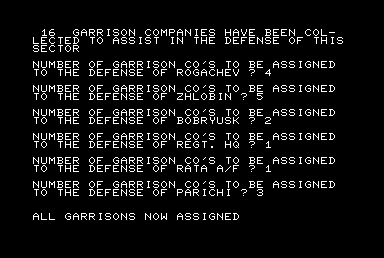 16 GARRISON COMPANIES HAVE BEEN COL-
LECTED TO ASSIST IN THE DEFENSE OF THIS
SECTOR
NUMBER OF GARRISON CO'S TO BE ASSIGNED
TO THE DEFENSE OF ROGACHEV ? 4
NUMBER OF GARRISON CO'S TO BE ASSIGNED
TO THE DEFENSE OF ZHLOBIN ? 5
NUMBER OF GARRISON CO'S TO BE ASSIGNED
TO THE DEFENSE OF BOBRYUSK ? 2
NUMBER OF GARRISON CO'S TO BE ASSIGNED
TO THE DEFENSE OF REGT. HQ ? 1
NUMBER OF GARRISON CO'S TO BE ASSIGNED
TO THE DEFENSE OF RATA A/F ? 1
NUMBER OF GARRISON CO'S TO BE ASSIGNED
TO THE DEFENSE OF PARICHI ? 3
ALL GARRISONS NOW ASSIGNED